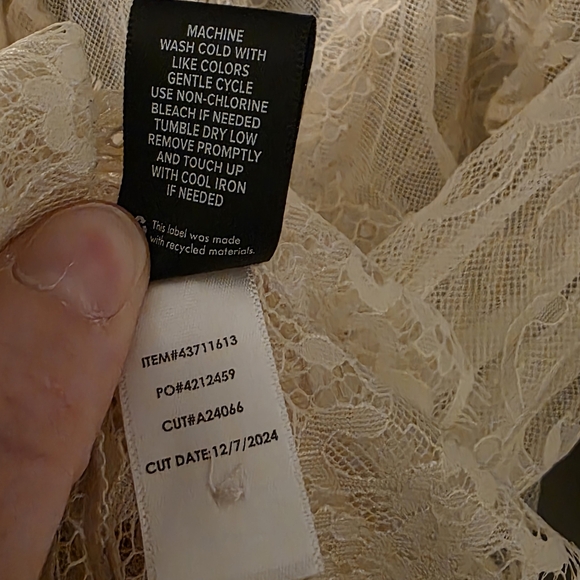 MACHINE
WASH COLD WITH
LIKE COLORS
GENTLE CYCLE
USE NON-CHLORINE
BLEACH IF NEEDED
TUMBLE DRY LOW
REMOVE PROMPTLY
AND TOUCH UP
WITH COOL IRON
IF NEEDED
This label was made
with recycled materials.
ITEM#43711613
PO#4212459
CUT#A24066
CUT DATE:12/7/2024